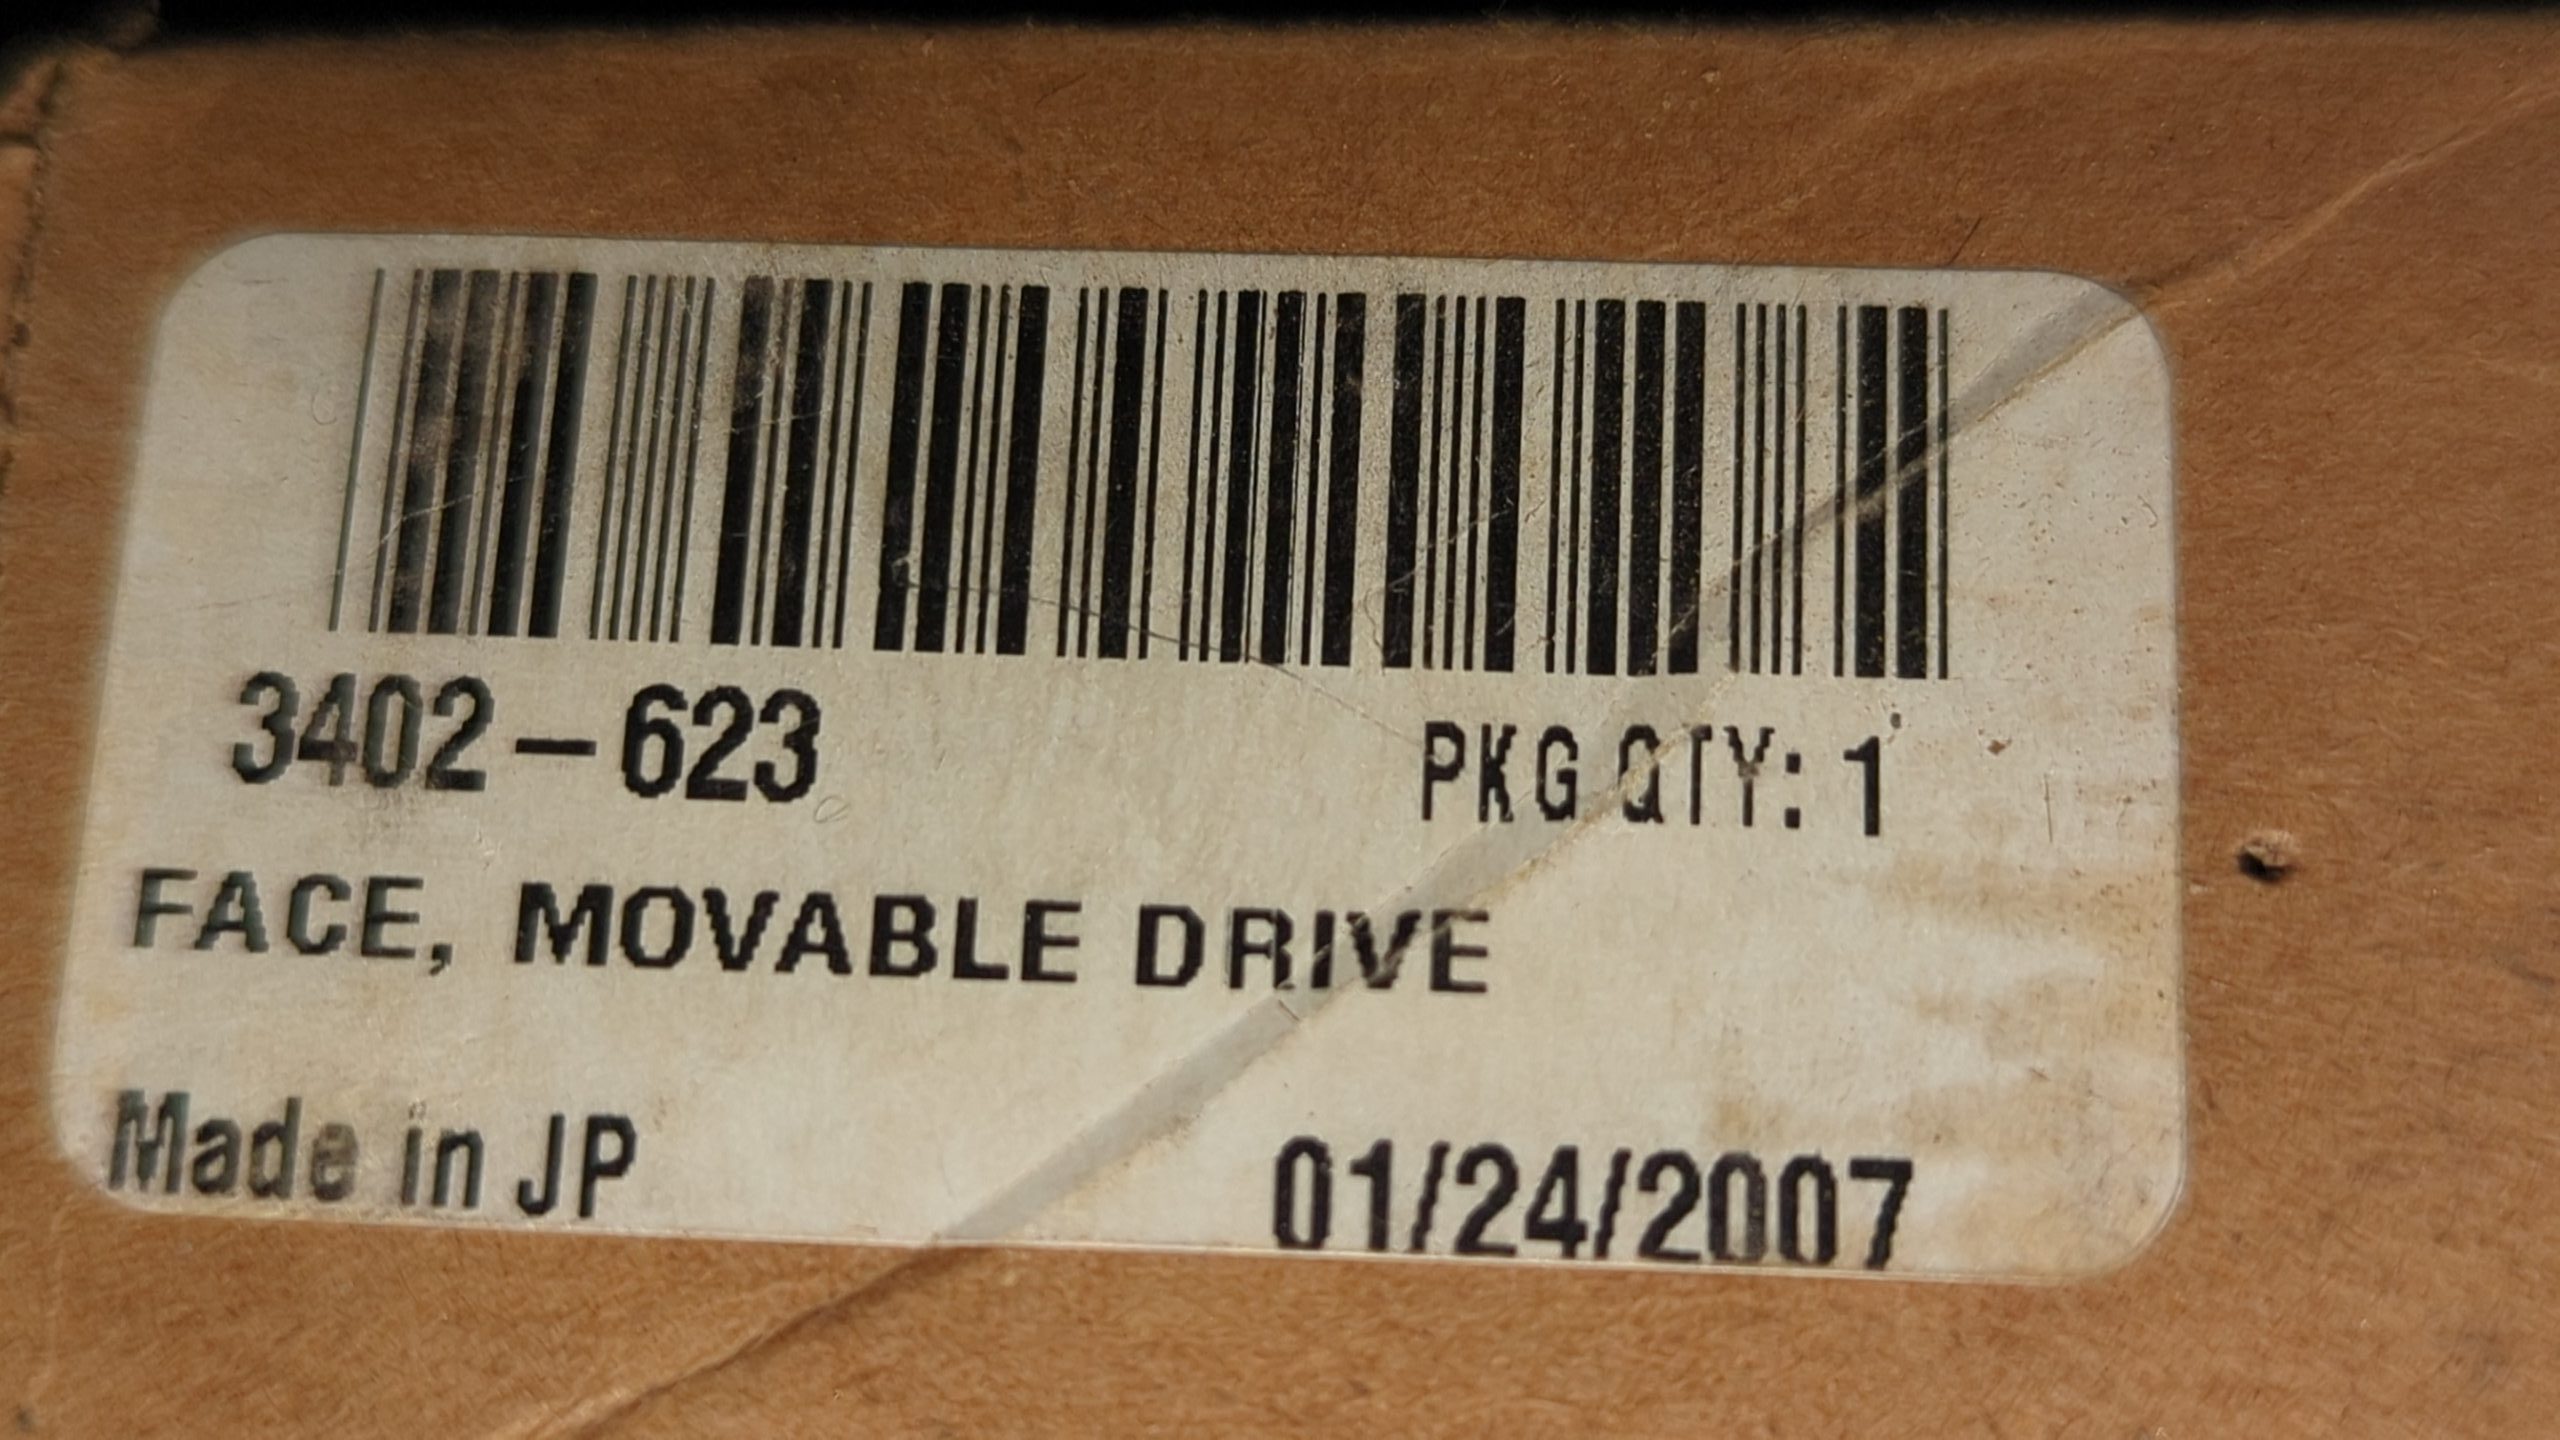 3402-623 PKG QTY: 1
FACE, MOVABLE DRIVE
Made in JP 01/24/2007